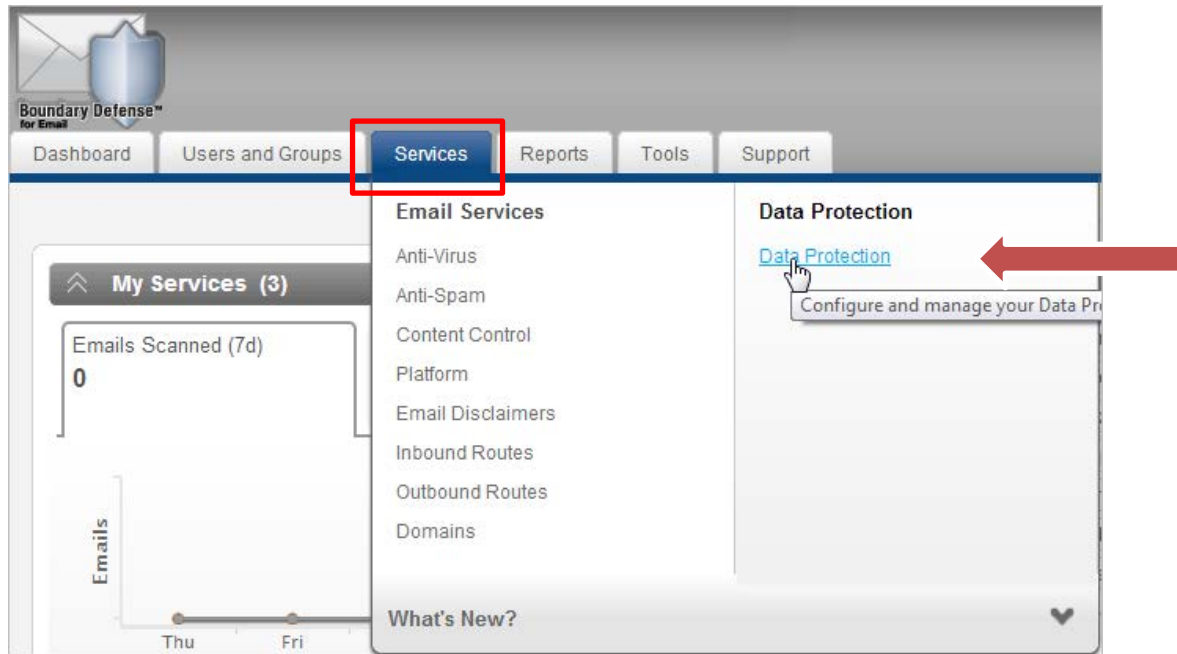 Boundary Defense™
for Email
Dashboard Users and Groups Services Reports Tools Support
Email Services
Anti-Virus
Anti-Spam
Content Control
Platform
Email Disclaimers
Inbound Routes
Outbound Routes
Domains
Data Protection
Data Protection
Configure and manage your Data Pr
My Services (3)
Emails Scanned (7d)
0
Emails
Thu Fri
What's New?